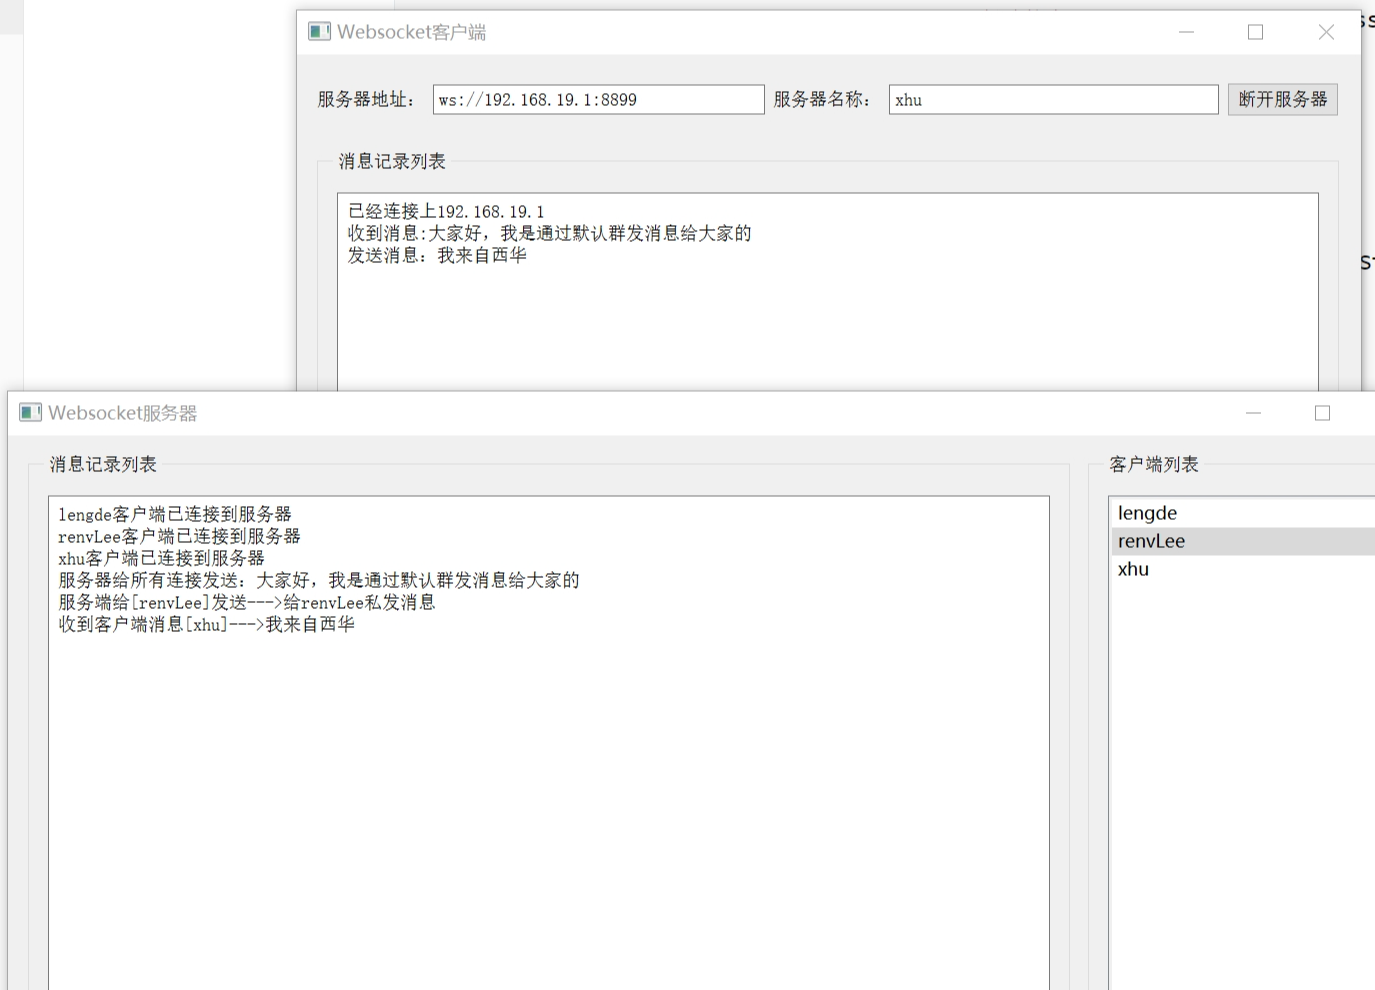 Websocket客户端
服务器地址： ws://192.168.19.1:8899 服务器名称： xhu 断开服务器
消息记录列表
已经连接上192.168.19.1
收到消息:大家好，我是通过默认群发消息给大家的
发送消息：我来自西华
Websocket服务器
消息记录列表
lengde客户端已连接到服务器
renvLee客户端已连接到服务器
xhu客户端已连接到服务器
服务器给所有连接发送：大家好，我是通过默认群发消息给大家的
服务端给[renvLee]发送--->给renvLee私发消息
收到客户端消息[xhu]--->我来自西华
客户端列表
lengde
renvLee
xhu